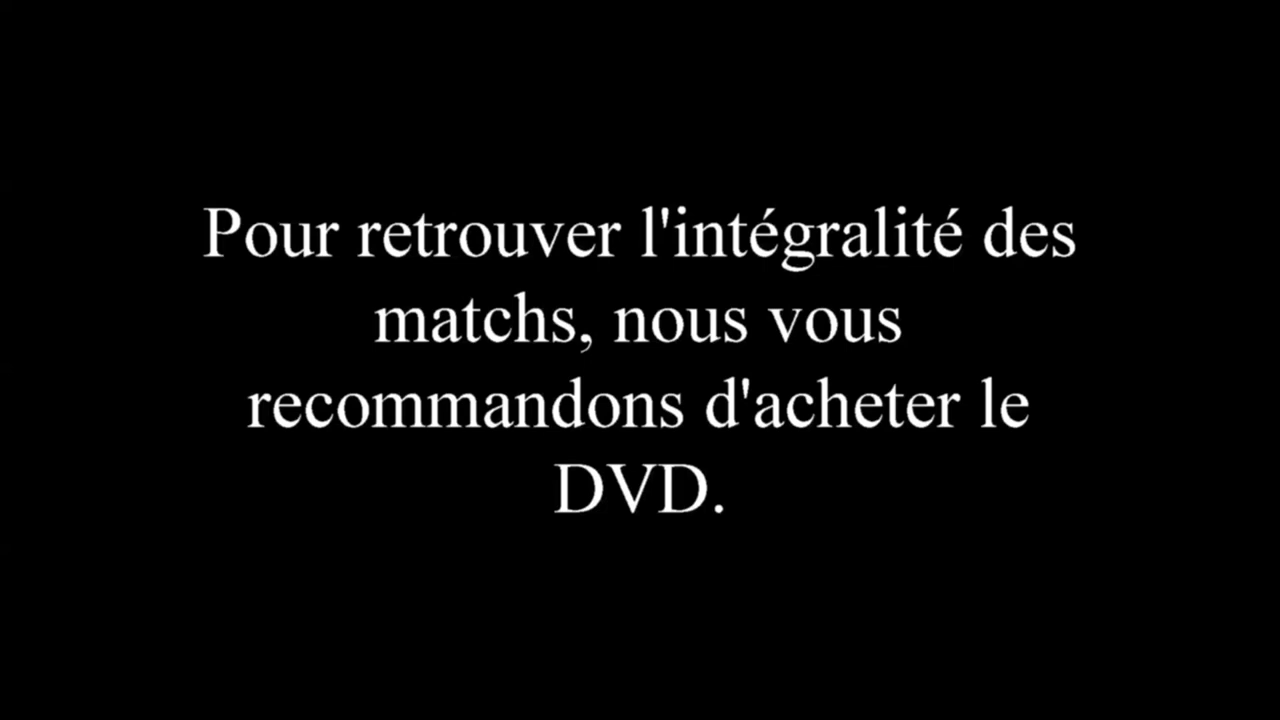 Pour retrouver l'intégralité des
matchs, nous vous
recommandons d'acheter le
DVD.